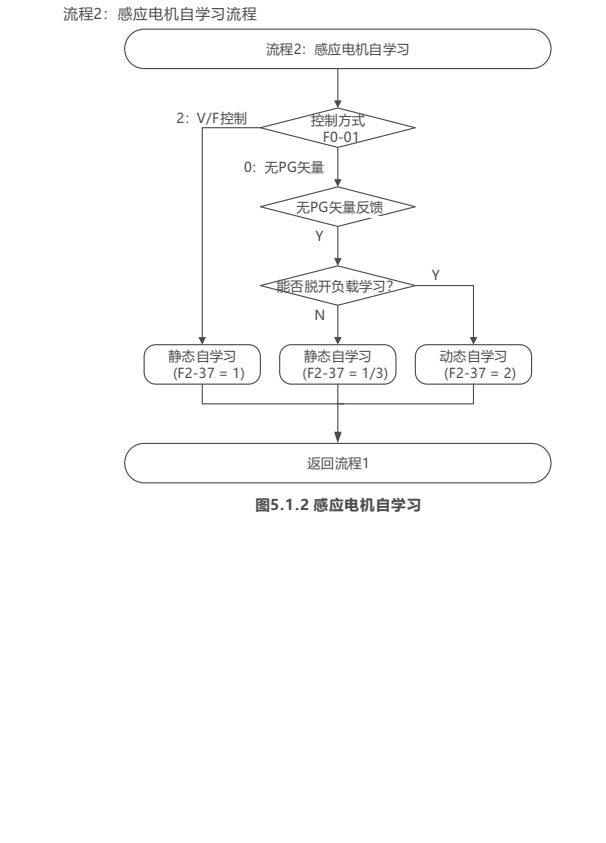 流程2：感应电机自学习流程
流程2：感应电机自学习
2：V/F控制
控制方式
F0-01
0：无PG矢量
无PG矢量反馈
Y
能否脱开负载学习？
Y
N
静态自学习
(F2-37 = 1)
静态自学习
(F2-37 = 1/3)
动态自学习
(F2-37 = 2)
返回流程1
图5.1.2 感应电机自学习